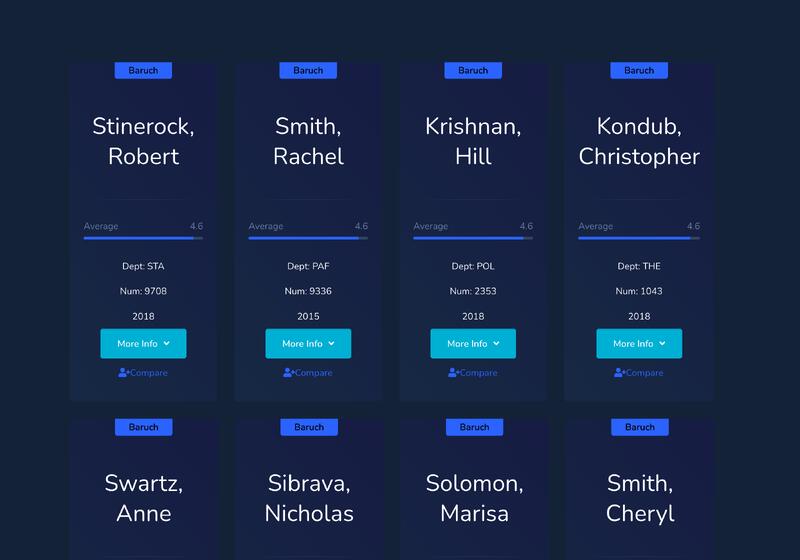 Baruch
Stinerock,
Robert
Average 4.6
Dept: STA
Num: 9708
2018
More Info
Compare
Baruch
Smith,
Rachel
Average 4.6
Dept: PAF
Num: 9336
2015
More Info
Compare
Baruch
Krishnan,
Hill
Average 4.6
Dept: POL
Num: 2353
2018
More Info
Compare
Baruch
Kondub,
Christopher
Average 4.6
Dept: THE
Num: 1043
2018
More Info
Compare
Baruch
Swartz,
Anne
Baruch
Sibrava,
Nicholas
Baruch
Solomon,
Marisa
Baruch
Smith,
Cheryl